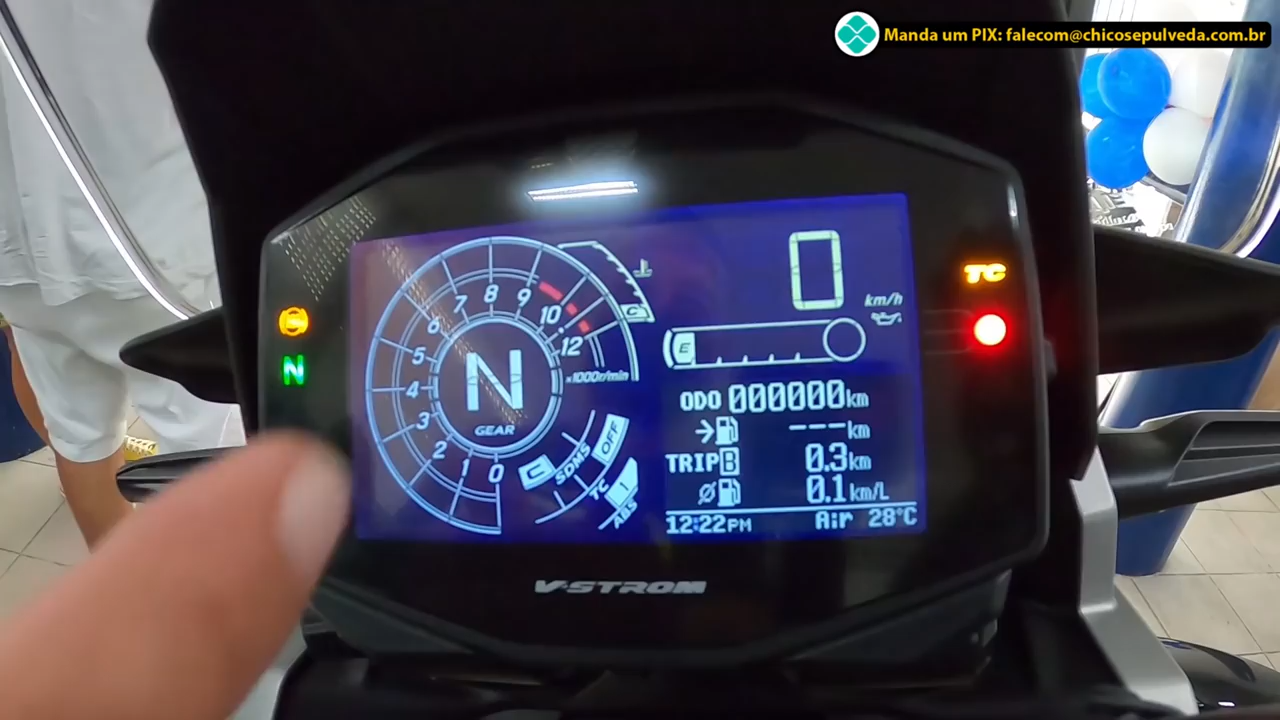 Manda um PIX: falecom@chicosepulveda.com.br
TC
N
0
km/h
E
C
0 1 2 3 4 5 6 7 8 9 10 12
x1000r/min
N
GEAR
C SDMS OFF
TC 1
ABS
ODO 000000km
---km
TRIP B 0.3km
0.1km/L
12:22PM Air 28°C
V-STROM